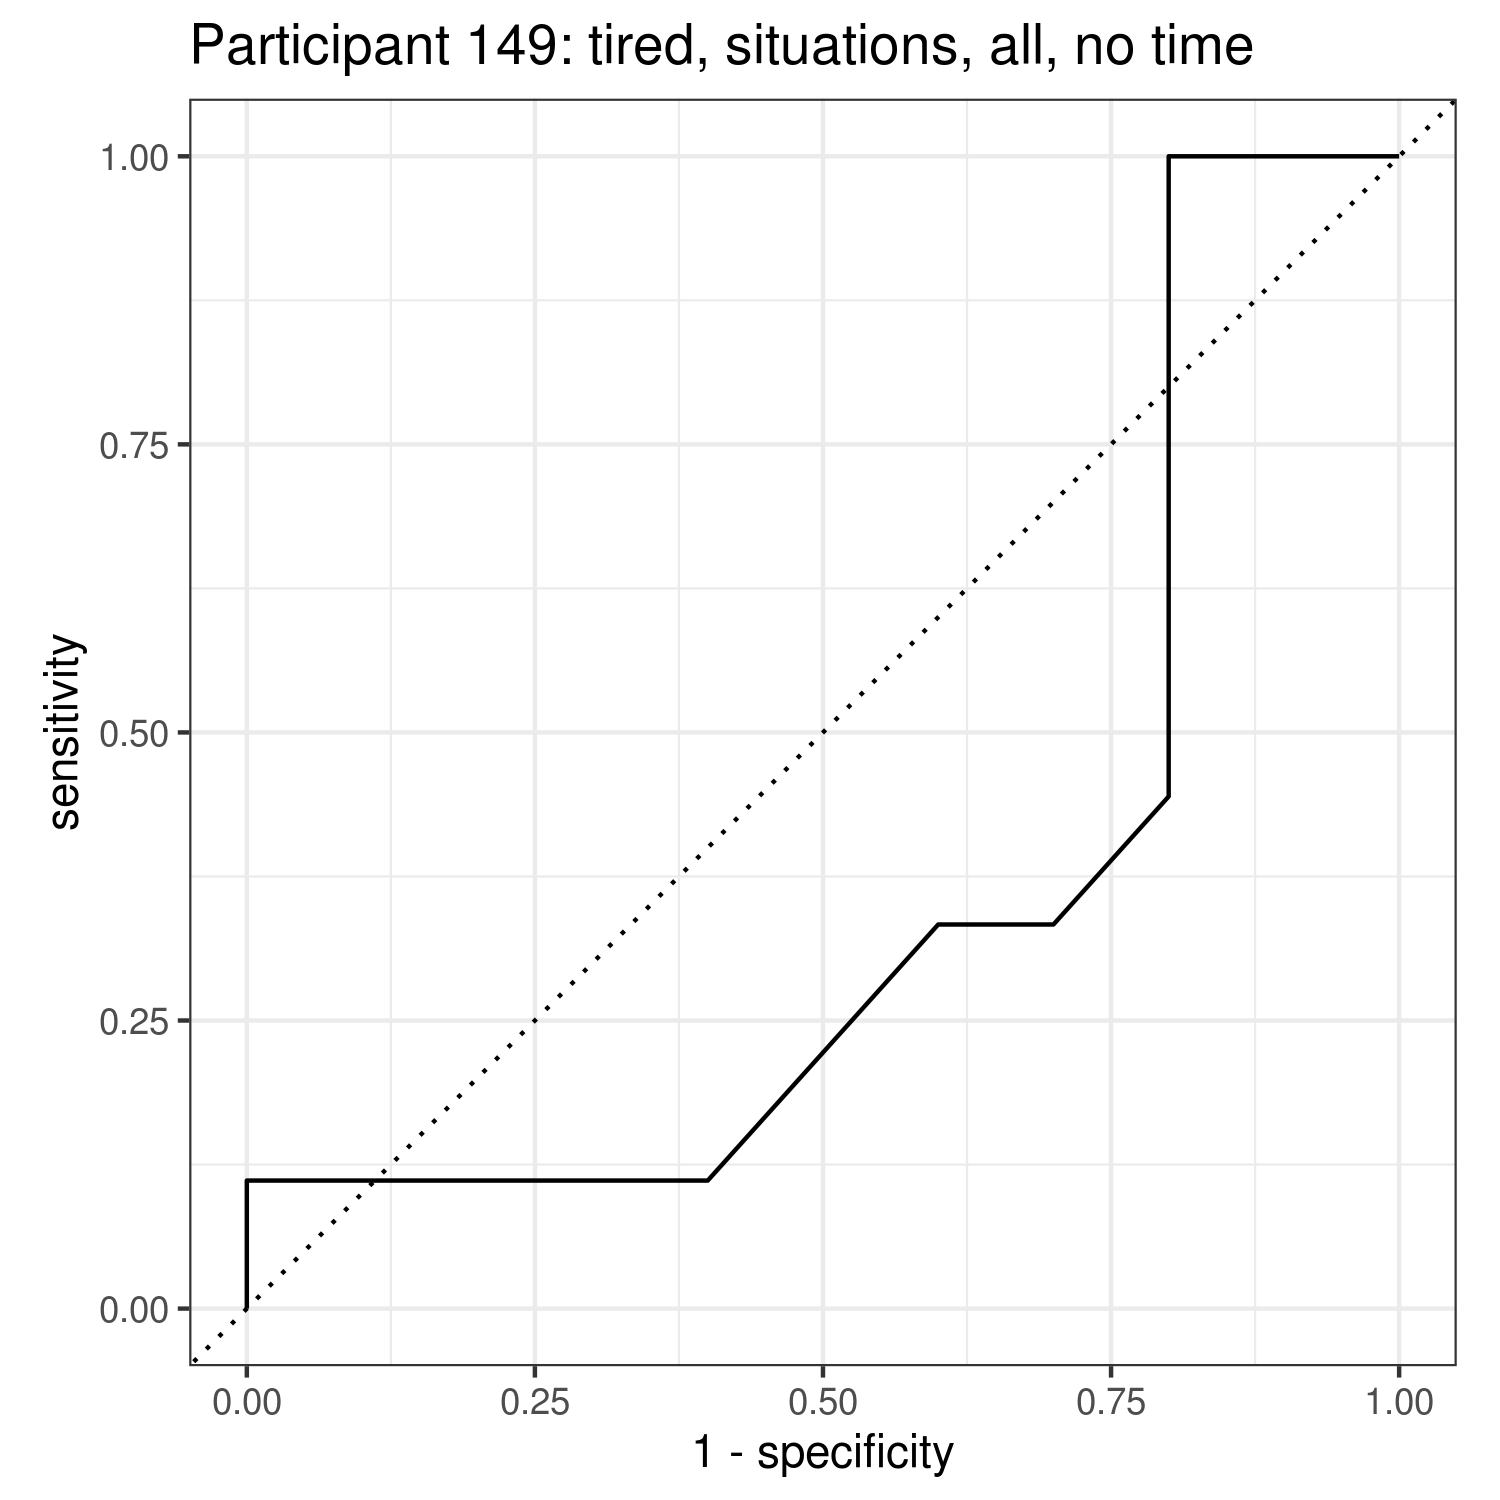 Participant 149: tired, situations, all, no time
1.00
0.75
0.50
0.25
0.00
sensitivity
0.00 0.25 0.50 0.75 1.00
1 - specificity